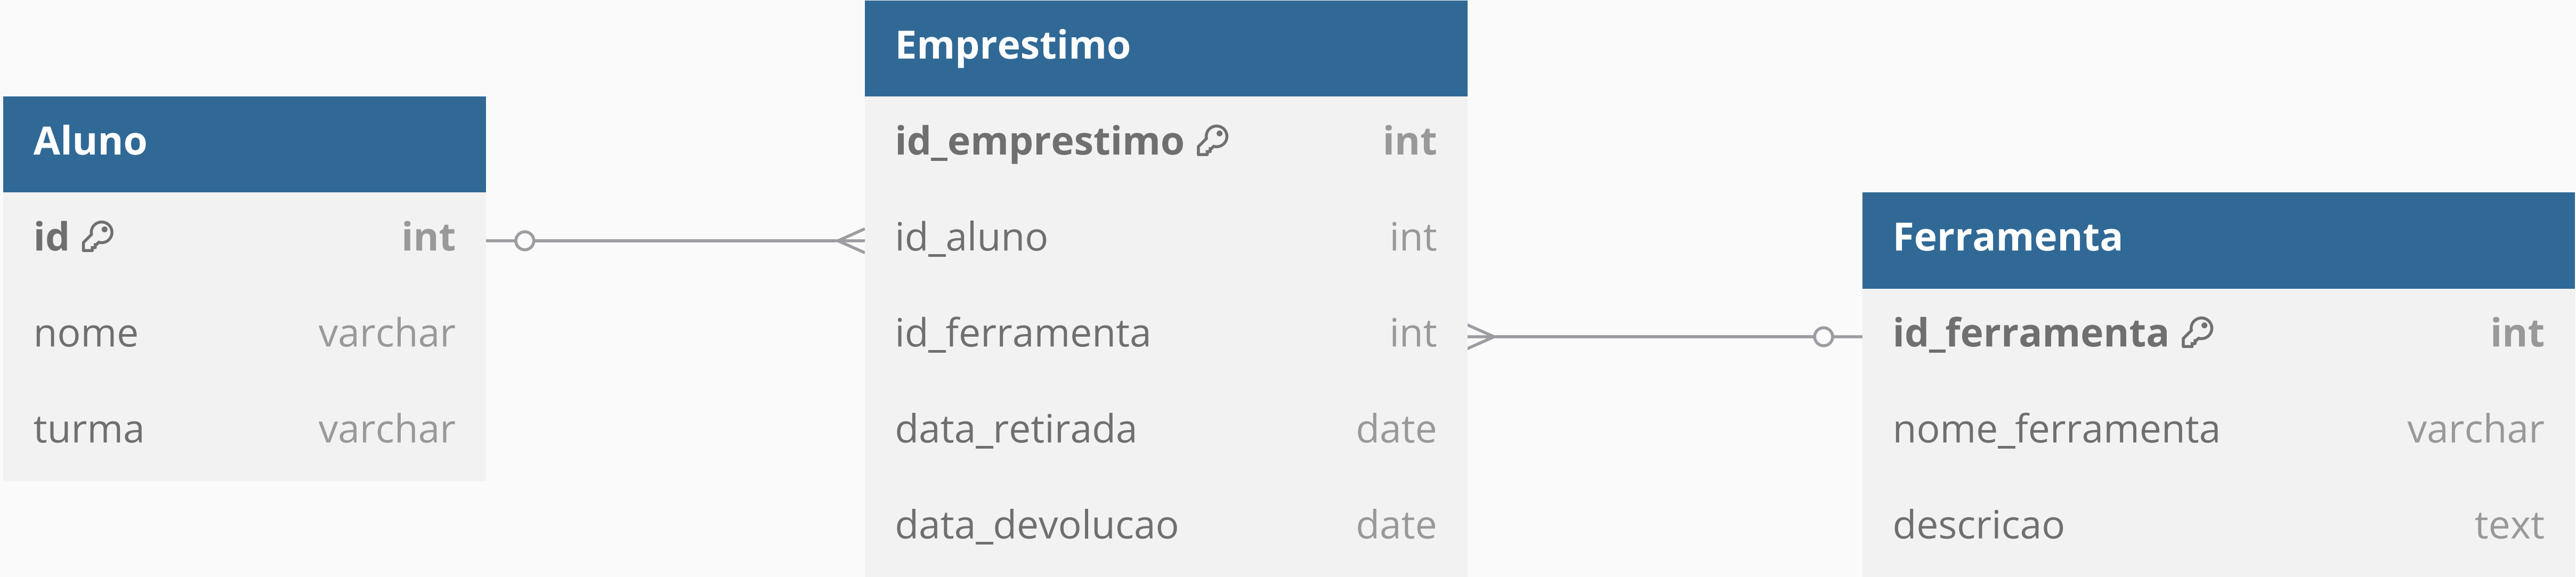 Aluno
id int
nome varchar
turma varchar
Emprestimo
id_emprestimo int
id_aluno int
id_ferramenta int
data_retirada date
data_devolucao date
Ferramenta
id_ferramenta int
nome_ferramenta varchar
descricao text